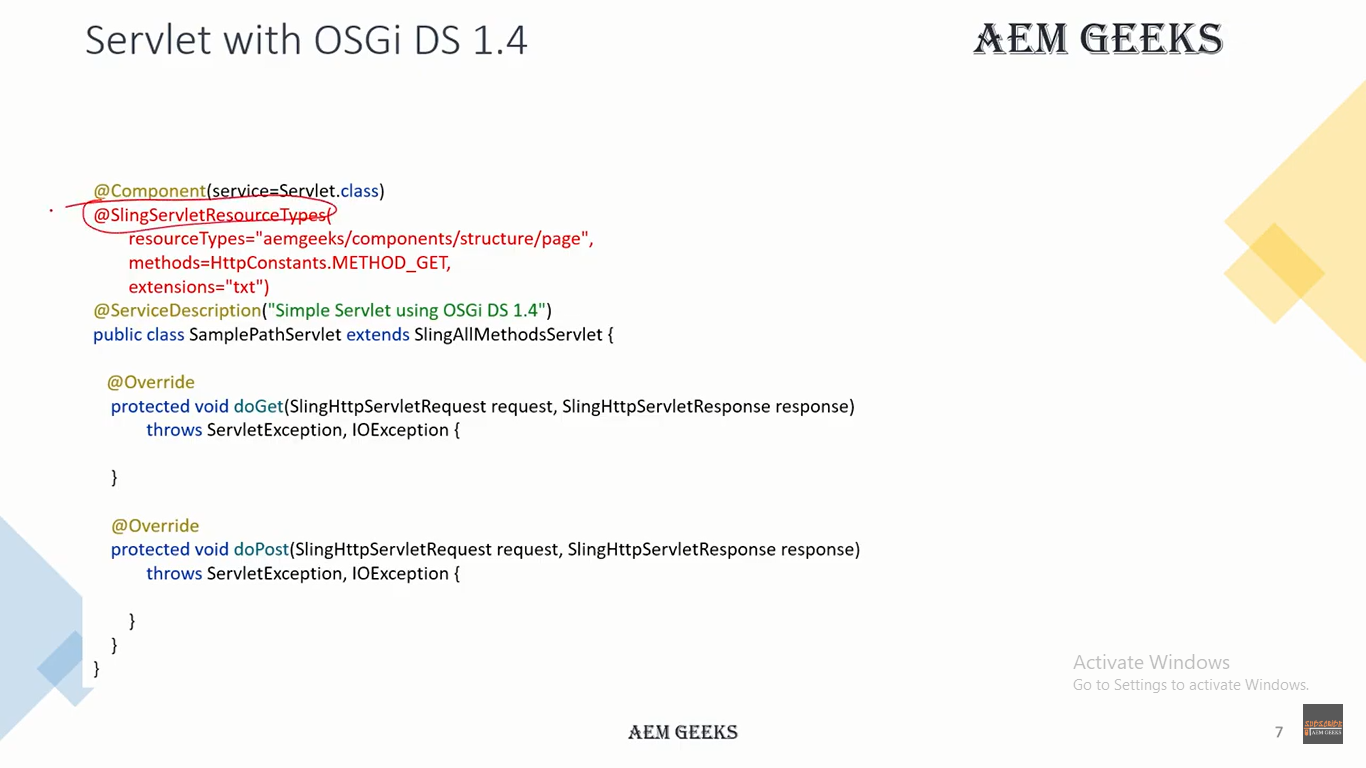 Servlet with OSGi DS 1.4
AEM GEEKS
@Component(service=Servlet.class)
@SlingServletResourceTypes(
resourceTypes="aemgeeks/components/structure/page",
methods=HttpConstants.METHOD_GET,
extensions="txt")
@ServiceDescription("Simple Servlet using OSGi DS 1.4")
public class SamplePathServlet extends SlingAllMethodsServlet {
@Override
protected void doGet(SlingHttpServletRequest request, SlingHttpServletResponse response)
throws ServletException, IOException {
}
@Override
protected void doPost(SlingHttpServletRequest request, SlingHttpServletResponse response)
throws ServletException, IOException {
}
}
}
Activate Windows
Go to Settings to activate Windows.
AEM GEEKS
7
SUBSCRIBE
AEM GEEKS